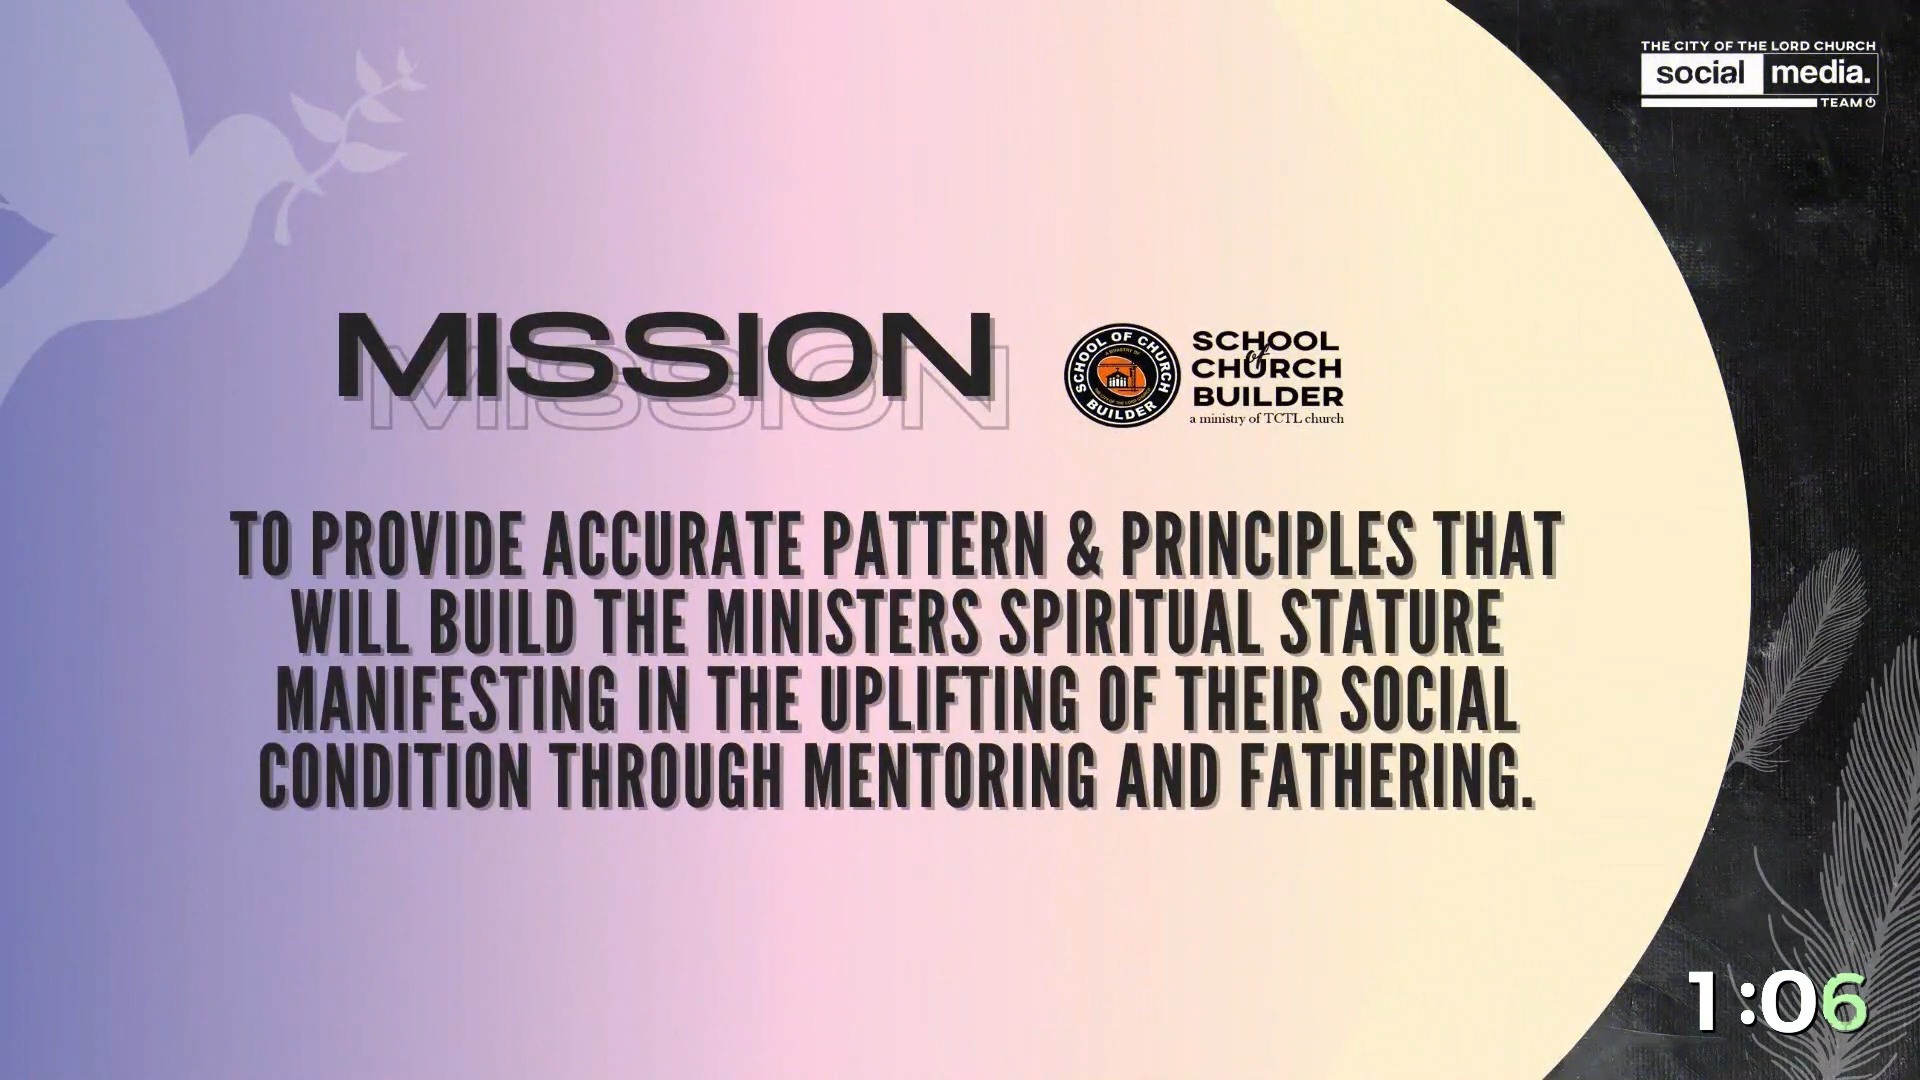 THE CITY OF THE LORD CHURCH
social media.
TEAM
MISSION
MISSION
SCHOOL OF CHURCH
BUILDER
SCHOOL
of
CHURCH
BUILDER
a ministry of TCTL church
TO PROVIDE ACCURATE PATTERN & PRINCIPLES THAT
WILL BUILD THE MINISTERS SPIRITUAL STATURE
MANIFESTING IN THE UPLIFTING OF THEIR SOCIAL
CONDITION THROUGH MENTORING AND FATHERING.
1:06